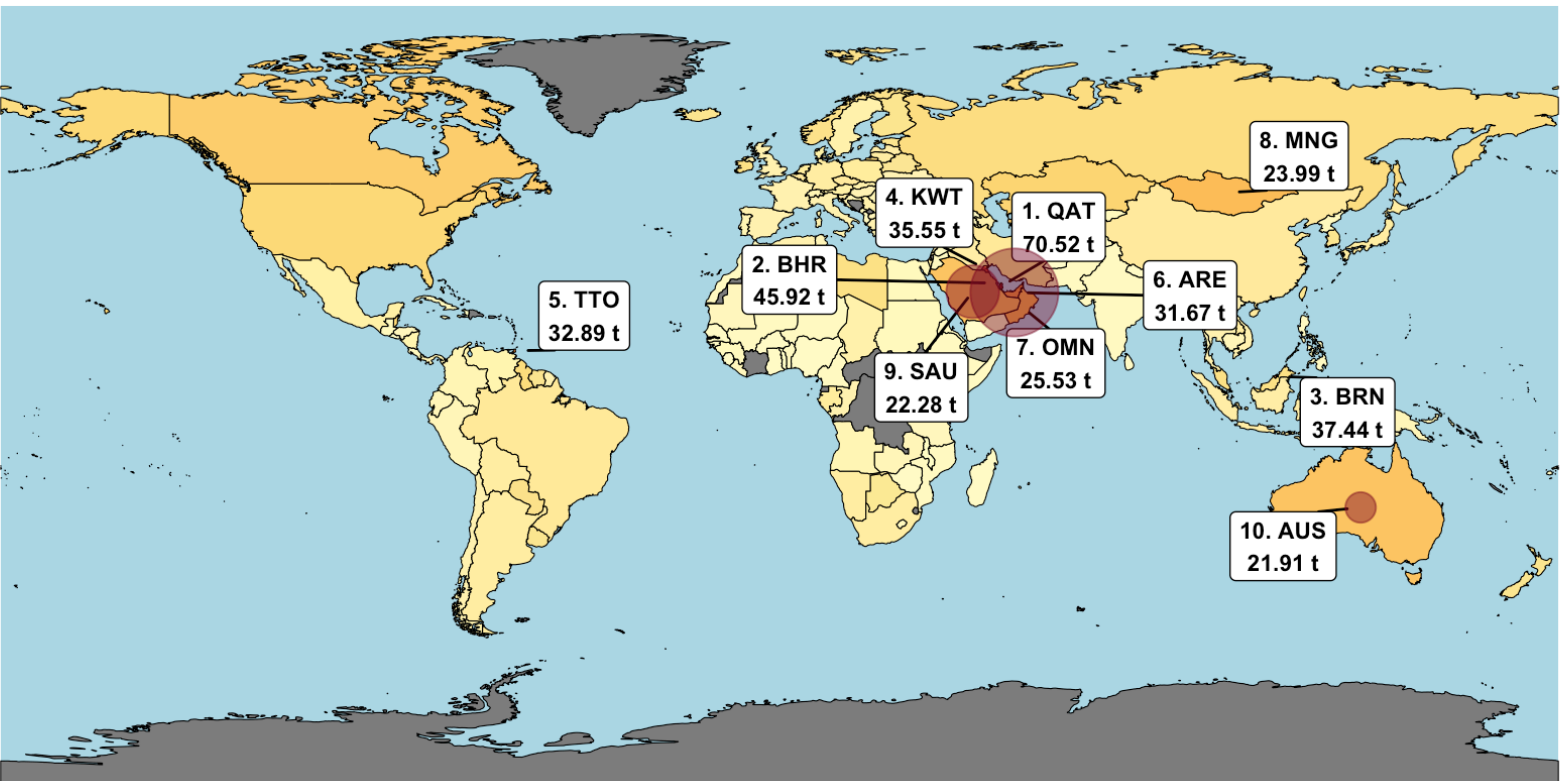 8. MNG
23.99 t
4. KWT
35.55 t
1. QAT
70.52 t
2. BHR
45.92 t
6. ARE
31.67 t
5. TTO
32.89 t
7. OMN
25.53 t
9. SAU
22.28 t
3. BRN
37.44 t
10. AUS
21.91 t